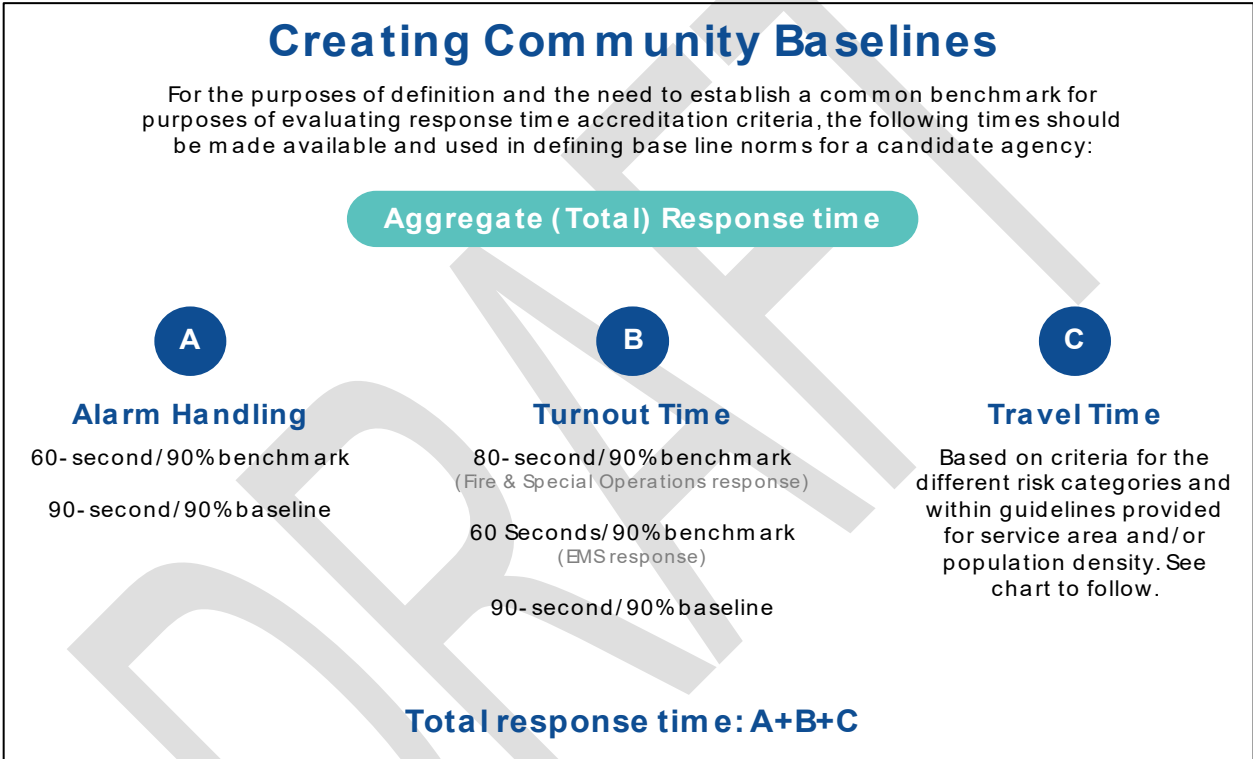 Creating Community Baselines
For the purposes of definition and the need to establish a common benchmark for
purposes of evaluating response time accreditation criteria, the following times should
be made available and used in defining base line norms for a candidate agency:
Aggregate (Total) Response time
A
Alarm Handling
60-second/90% benchmark
90-second/90% baseline
B
Turnout Time
80-second/90% benchmark
(Fire & Special Operations response)
60 Seconds/90% benchmark
(EMS response)
90-second/90% baseline
C
Travel Time
Based on criteria for the
different risk categories and
within guidelines provided
for service area and/or
population density. See
chart to follow.
Total response time: A+B+C
DRAFT